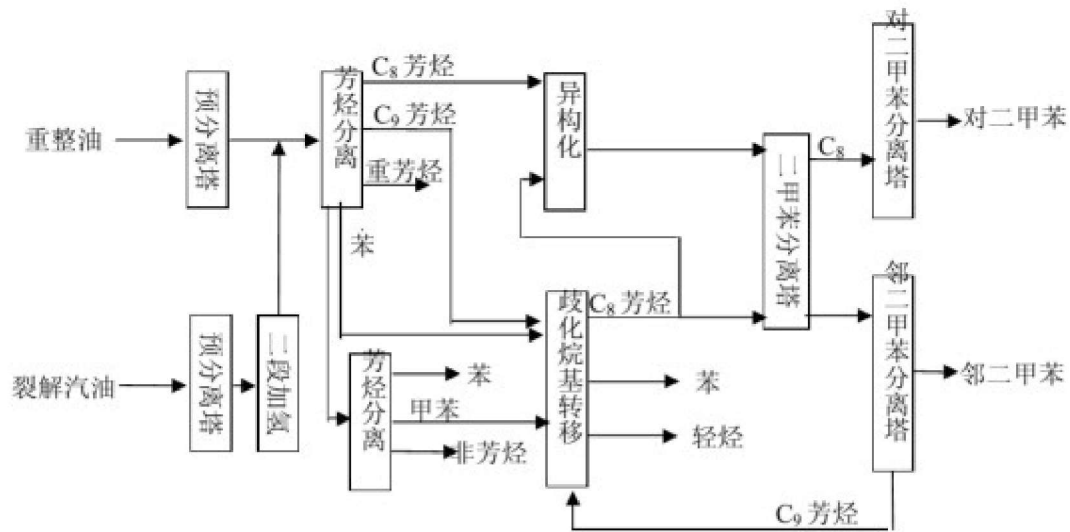 重整油
预分离塔
芳烃分离
C₈ 芳烃
C₉ 芳烃
重芳烃
苯
异构化
二甲苯分离塔
C₈
对二甲苯分离塔
对二甲苯
裂解汽油
预分离塔
二段加氢
芳烃分离
苯
甲苯
非芳烃
歧化烷基转移
C₈ 芳烃
苯
轻烃
邻二甲苯分离塔
邻二甲苯
C₉ 芳烃